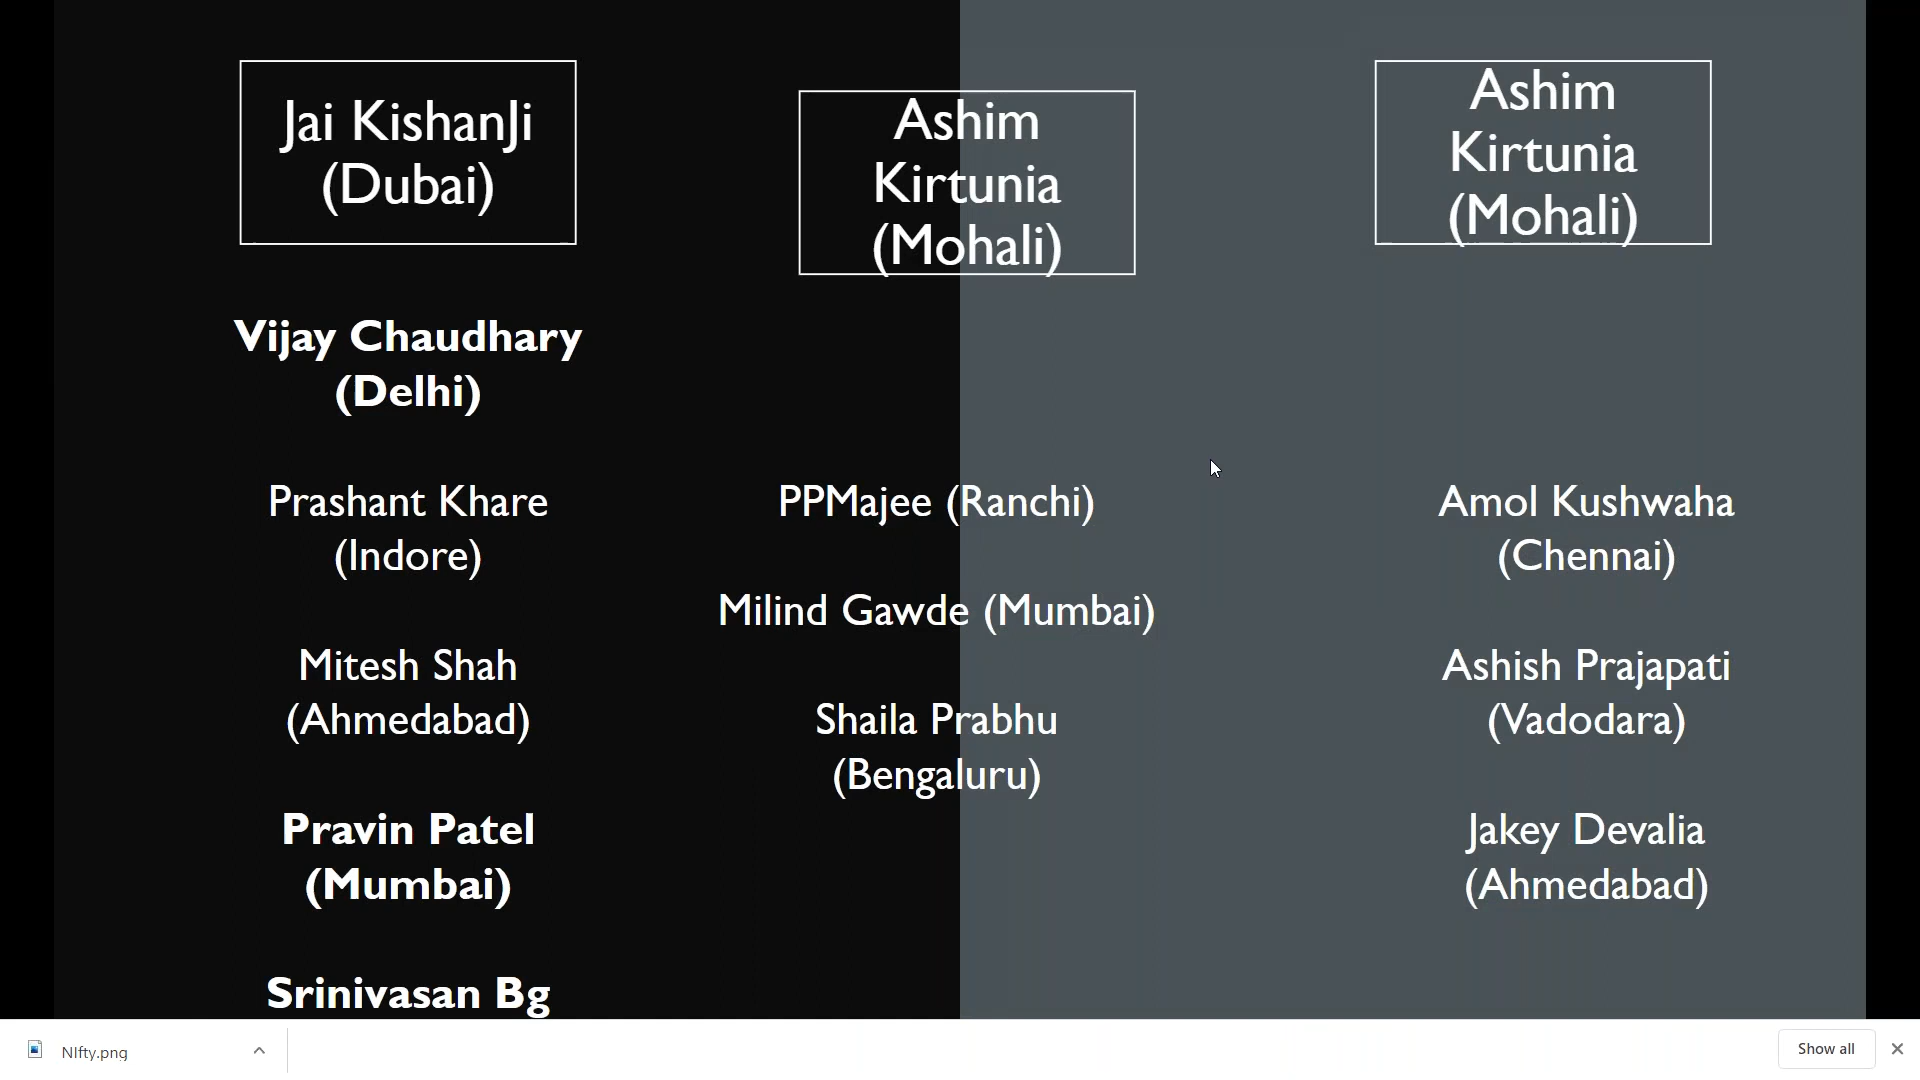 Jai KishanJi
(Dubai)
Vijay Chaudhary
(Delhi)
Prashant Khare
(Indore)
Mitesh Shah
(Ahmedabad)
Pravin Patel
(Mumbai)
Srinivasan Bg
Ashim
Kirtunia
(Mohali)
PPMajee (Ranchi)
Milind Gawde (Mumbai)
Shaila Prabhu
(Bengaluru)
Ashim
Kirtunia
(Mohali)
Amol Kushwaha
(Chennai)
Ashish Prajapati
(Vadodara)
Jakey Devalia
(Ahmedabad)
NIfty.png
Show all